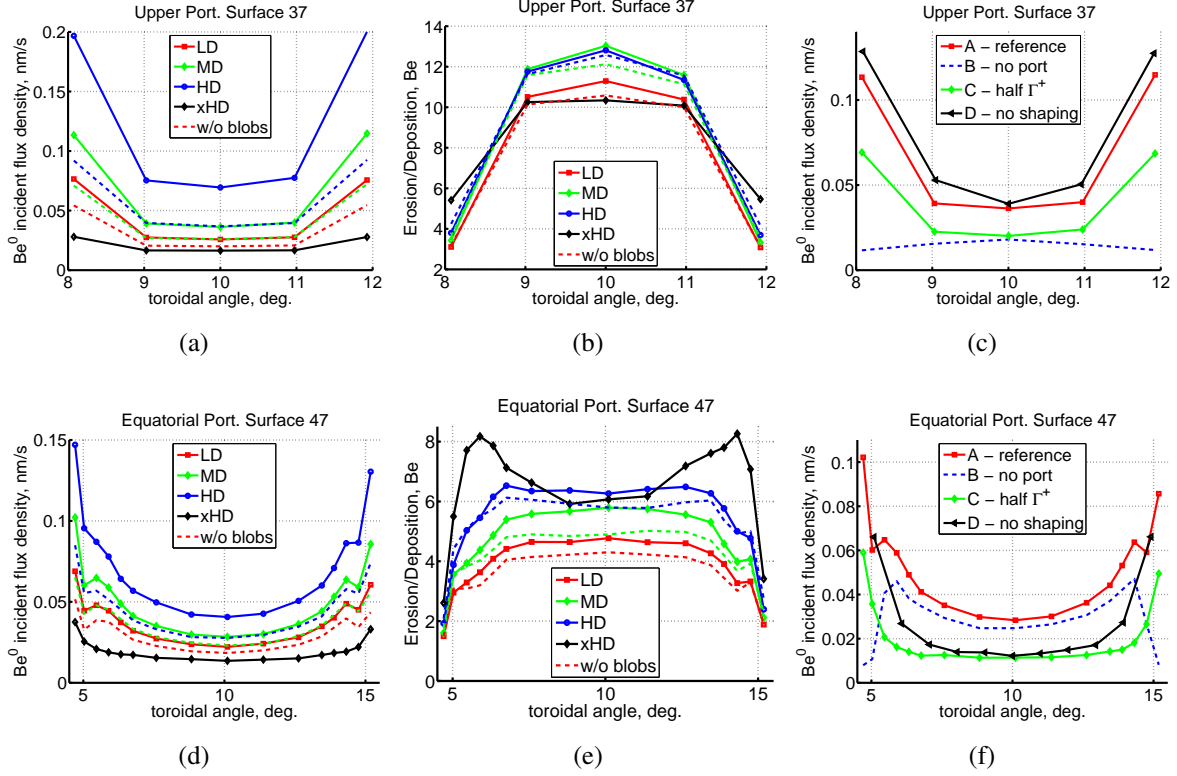 Upper Port. Surface 37
Be⁰ incident flux density, nm/s
0.2
0.15
0.1
0.05
0
8 9 10 11 12
toroidal angle, deg.
LD
MD
HD
xHD
w/o blobs
(a)
Upper Port. Surface 37
Erosion/Deposition, Be
14
12
10
8
6
4
2
8 9 10 11 12
toroidal angle, deg.
LD
MD
HD
xHD
w/o blobs
(b)
Upper Port. Surface 37
Be⁰ incident flux density, nm/s
0.1
0.05
0
8 9 10 11 12
toroidal angle, deg.
A – reference
B – no port
C – half Γ⁺
D – no shaping
(c)
Equatorial Port. Surface 47
Be⁰ incident flux density, nm/s
0.15
0.1
0.05
0
5 10 15
toroidal angle, deg.
LD
MD
HD
xHD
w/o blobs
(d)
Equatorial Port. Surface 47
Erosion/Deposition, Be
8
6
4
2
0
5 10 15
toroidal angle, deg.
LD
MD
HD
xHD
w/o blobs
(e)
Equatorial Port. Surface 47
Be⁰ incident flux density, nm/s
0.1
0.08
0.06
0.04
0.02
0
5 10 15
toroidal angle, deg.
A – reference
B – no port
C – half Γ⁺
D – no shaping
(f)